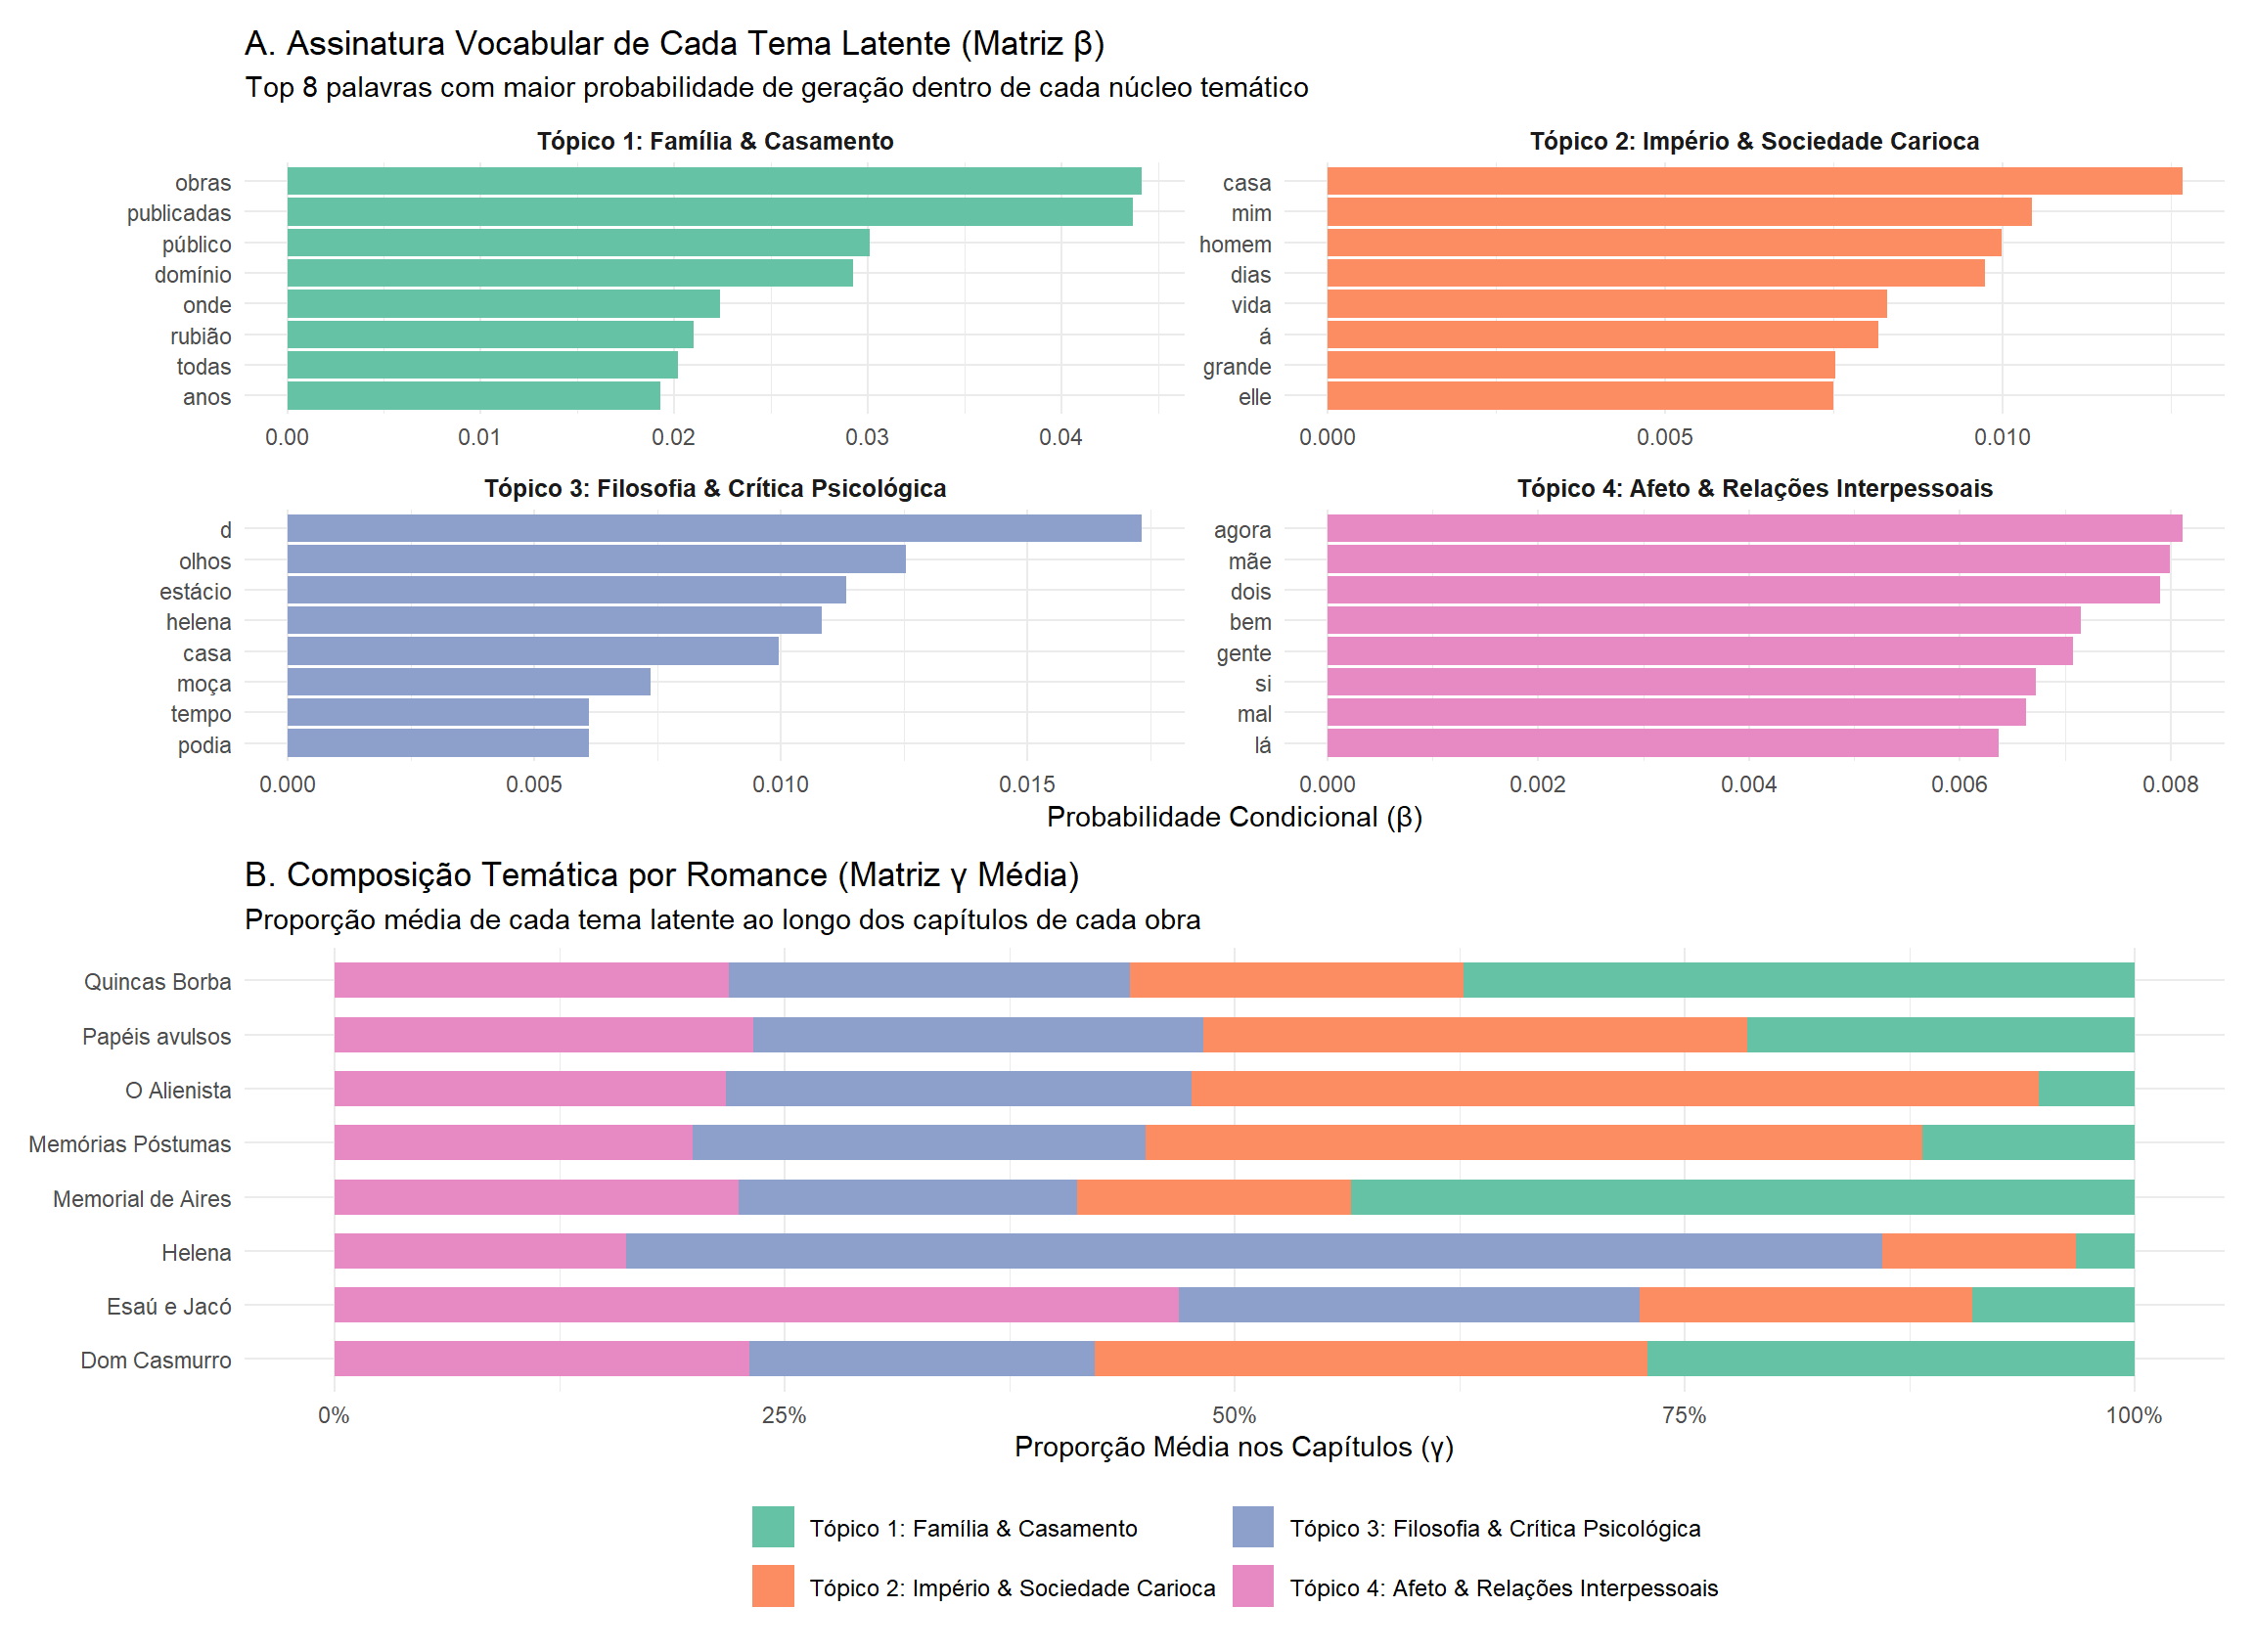 A. Assinatura Vocabular de Cada Tema Latente (Matriz β)
Top 8 palavras com maior probabilidade de geração dentro de cada núcleo temático
Tópico 1: Família & Casamento
obras
publicadas
público
domínio
onde
rubião
todas
anos
0.00 0.01 0.02 0.03 0.04
Tópico 2: Império & Sociedade Carioca
casa
mim
homem
dias
vida
á
grande
elle
0.000 0.005 0.010
Tópico 3: Filosofia & Crítica Psicológica
d
olhos
estácio
helena
casa
moça
tempo
podia
0.000 0.005 0.010 0.015
Tópico 4: Afeto & Relações Interpessoais
agora
mãe
dois
bem
gente
si
mal
lá
0.000 0.002 0.004 0.006 0.008
Probabilidade Condicional (β)
B. Composição Temática por Romance (Matriz γ Média)
Proporção média de cada tema latente ao longo dos capítulos de cada obra
Quincas Borba
Papéis avulsos
O Alienista
Memórias Póstumas
Memorial de Aires
Helena
Esaú e Jacó
Dom Casmurro
0% 25% 50% 75% 100%
Proporção Média nos Capítulos (γ)
Tópico 1: Família & Casamento
Tópico 2: Império & Sociedade Carioca
Tópico 3: Filosofia & Crítica Psicológica
Tópico 4: Afeto & Relações Interpessoais